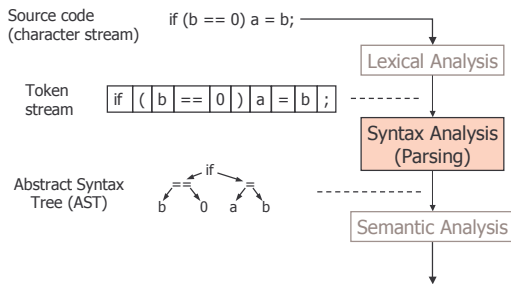 Source code
(character stream)
if (b == 0) a = b;
Lexical Analysis
Token
stream
if ( b == 0 ) a = b ;
Syntax Analysis
(Parsing)
Abstract Syntax
Tree (AST)
if
== =
b 0 a b
Semantic Analysis